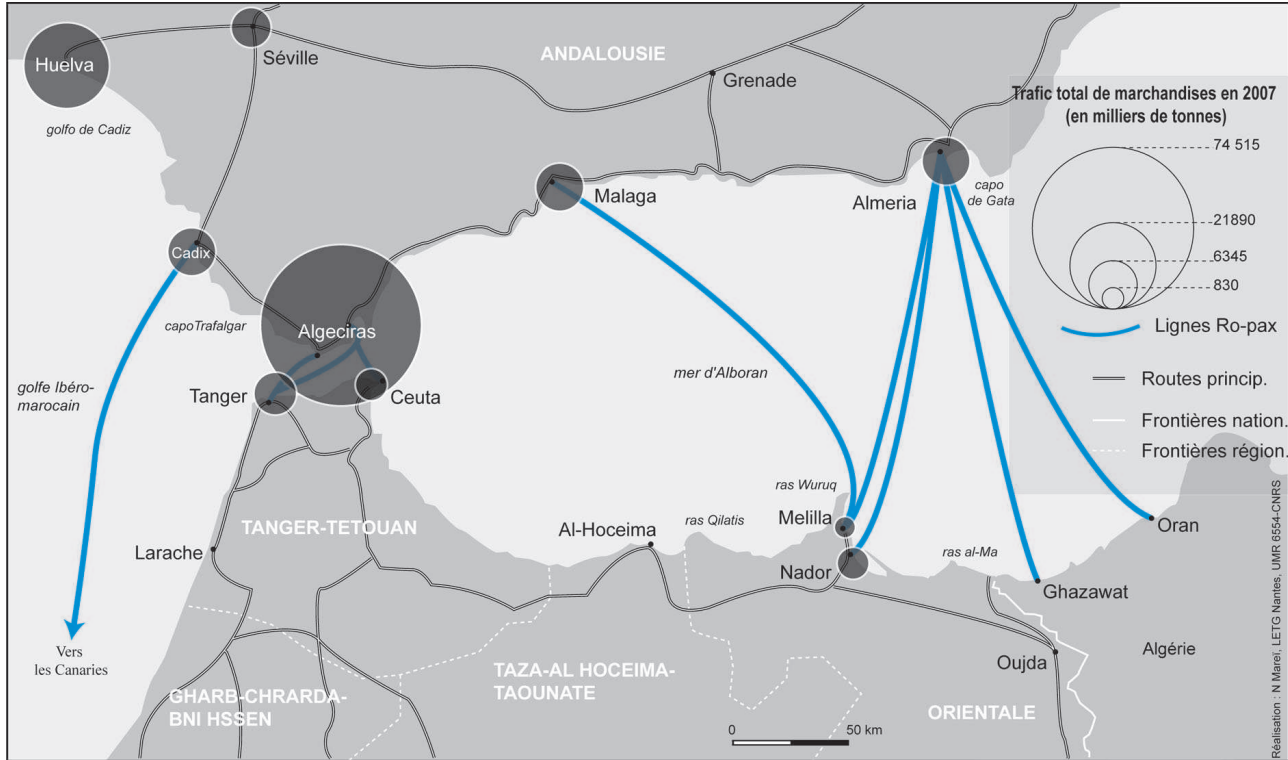 Huelva
Séville
ANDALOUSIE
Grenade
golfo de Cadiz
Malaga
Almeria
capo
de Gata
Cadix
capoTrafalgar
Algeciras
golfe Ibéro-
marocain
Tanger
Ceuta
mer d'Alboran
ras Wuruq
TANGER-TETOUAN
Larache
Al-Hoceima
ras Qilatis
Melilla
Nador
ras al-Ma
Oran
Ghazawat
Vers
les Canaries
Oujda
Algérie
TAZA-AL HOCEIMA-
TAOUNATE
GHARB-CHRARDA-
BNI HSSEN
ORIENTALE
0 50 km
Trafic total de marchandises en 2007
(en milliers de tonnes)
74 515
21890
6345
830
Lignes Ro-pax
Routes princip.
Frontières nation.
Frontières région.
Réalisation : N Mareï, LETG Nantes, UMR 6554-CNRS